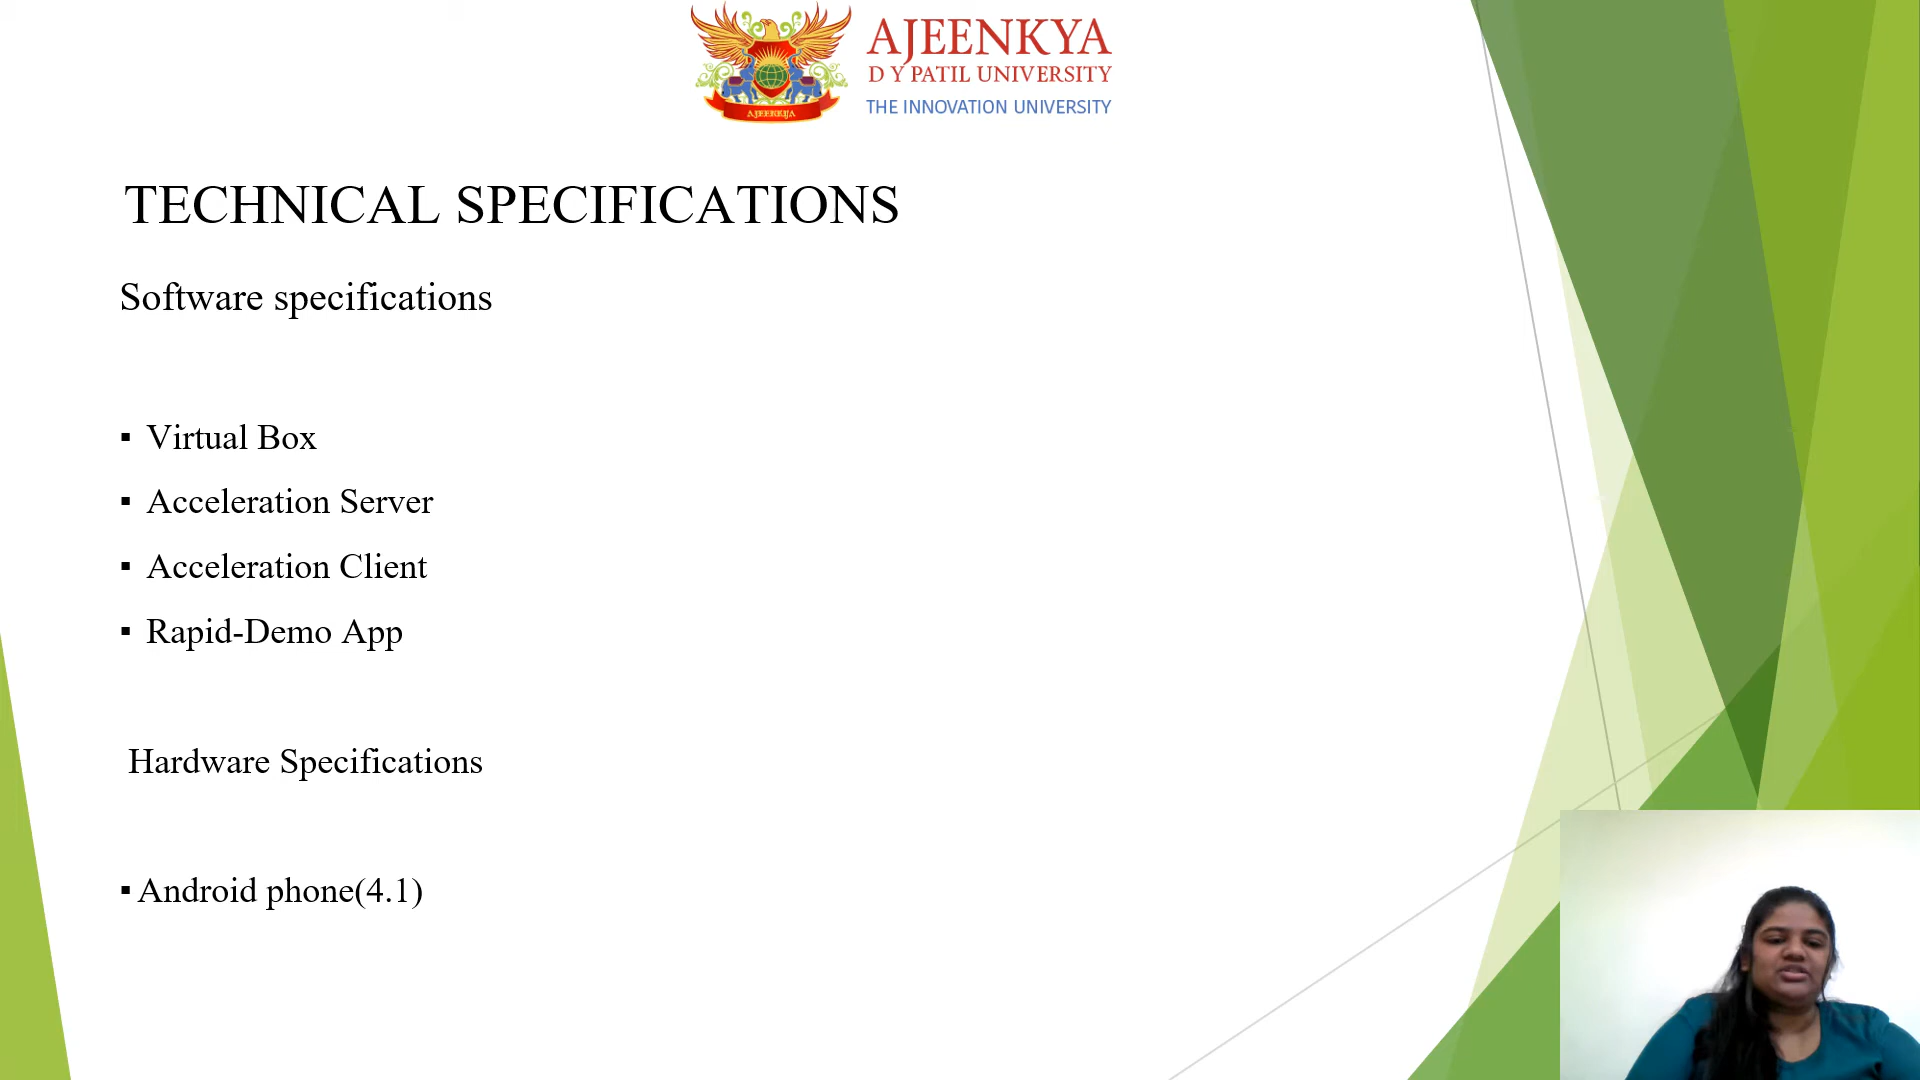 AJEENKYA
D Y PATIL UNIVERSITY
THE INNOVATION UNIVERSITY
AJEENKYA
TECHNICAL SPECIFICATIONS
Software specifications
▪ Virtual Box
▪ Acceleration Server
▪ Acceleration Client
▪ Rapid-Demo App
Hardware Specifications
▪ Android phone(4.1)